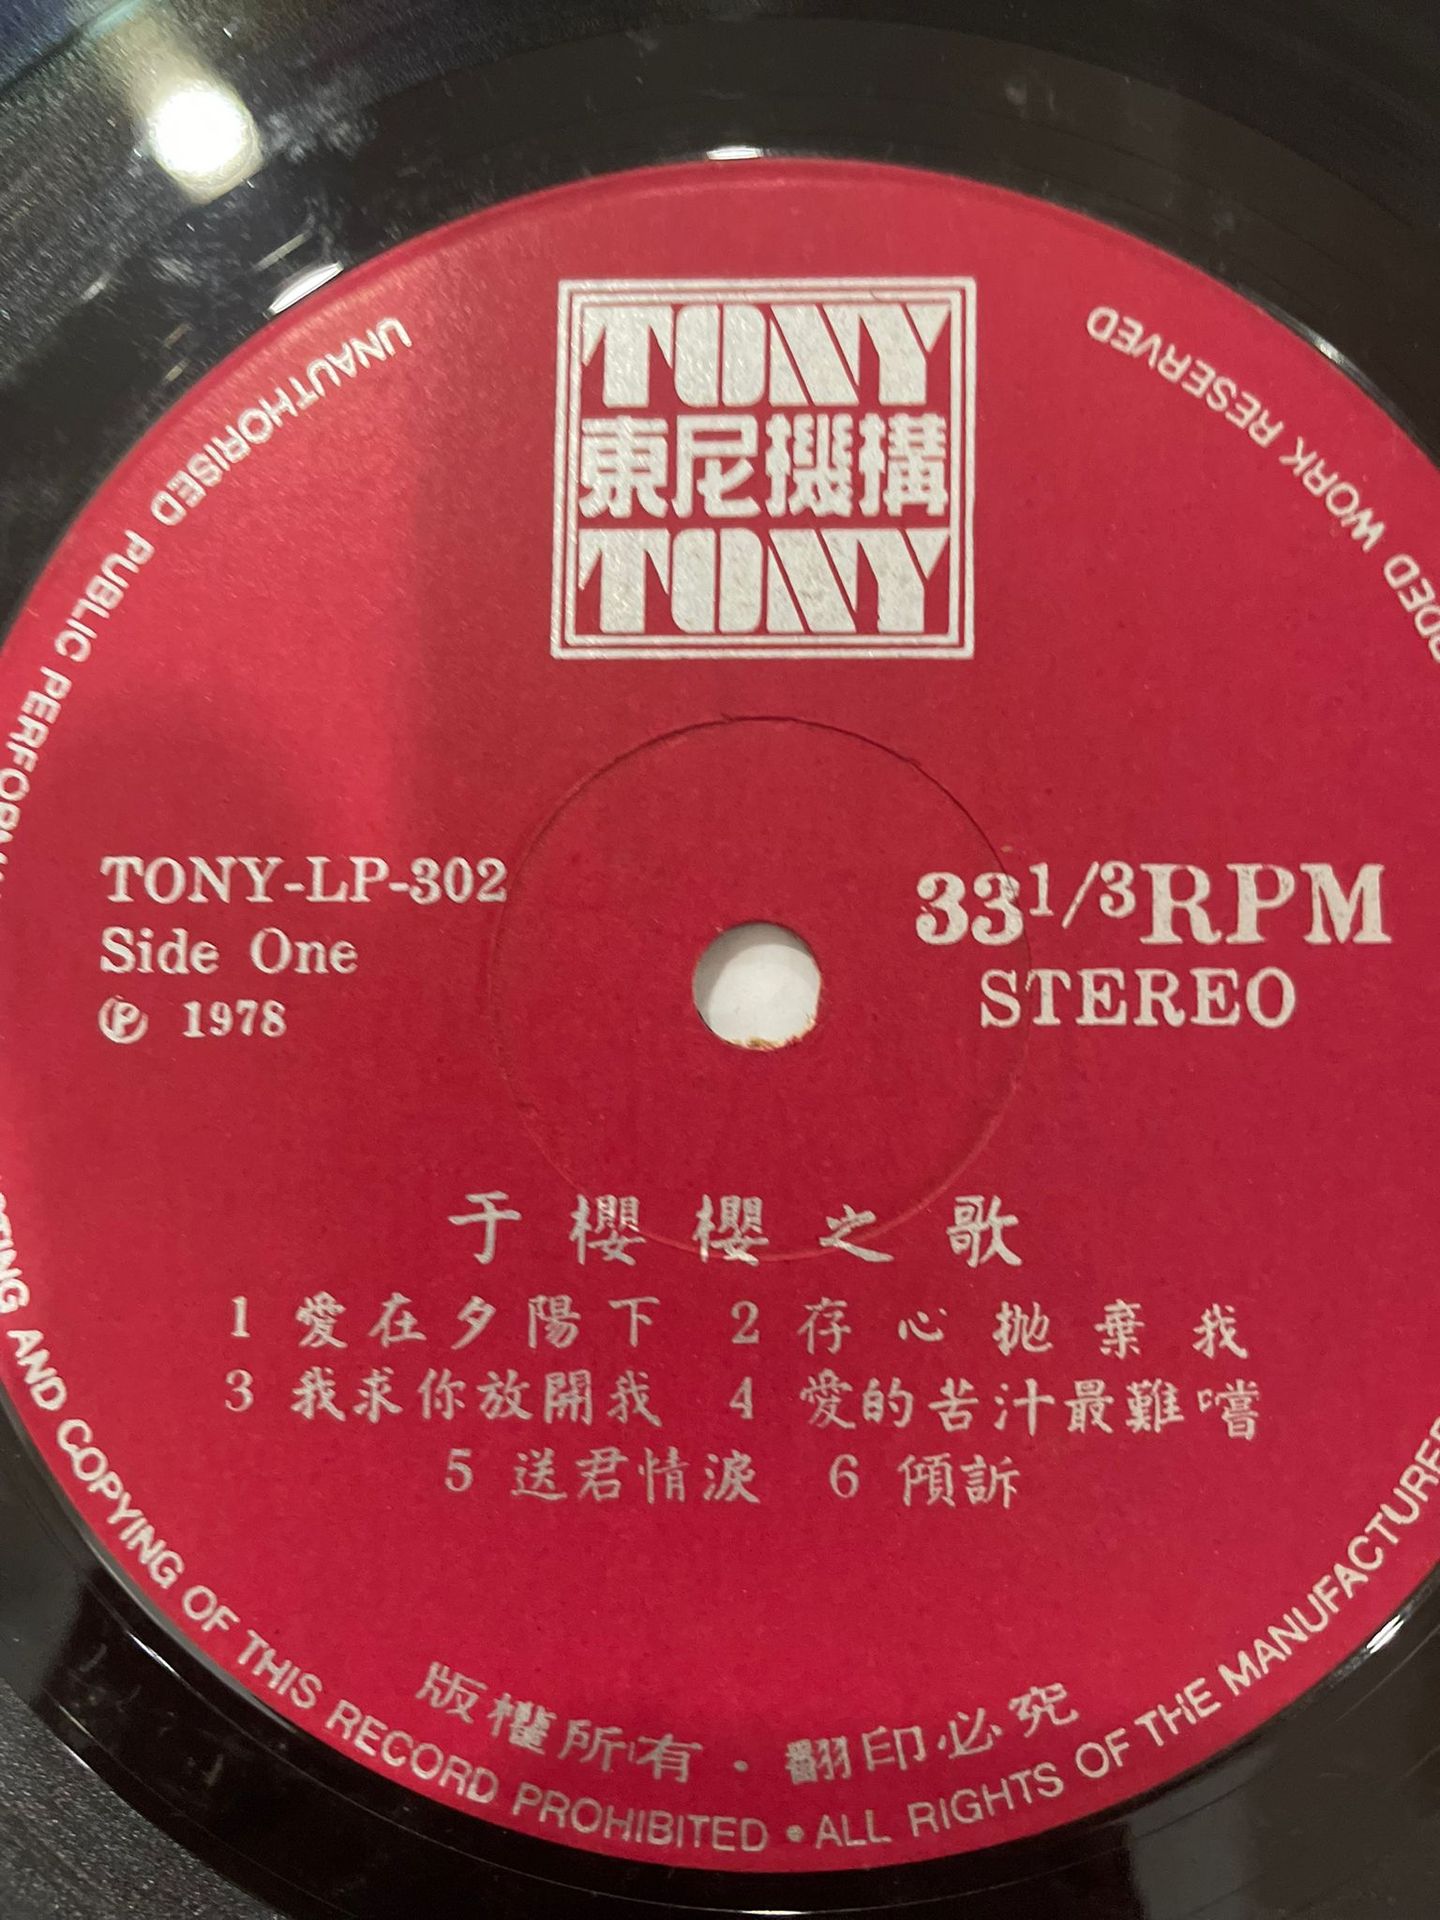 TONY
東尼機構
TONY
TONY-LP-302
Side One
Ⓟ 1978
33 1/3 RPM
STEREO
于櫻櫻之歌
1 愛在夕陽下 2 存心拋棄我
3 我求你放開我 4 愛的苦汁最難嚐
5 送君情淚 6 傾訴
版權所有・翻印必究
UNAUTHORISED PUBLIC
AND COPYING OF THIS RECORD PROHIBITED • ALL RIGHTS OF THE
WORK RESERVED